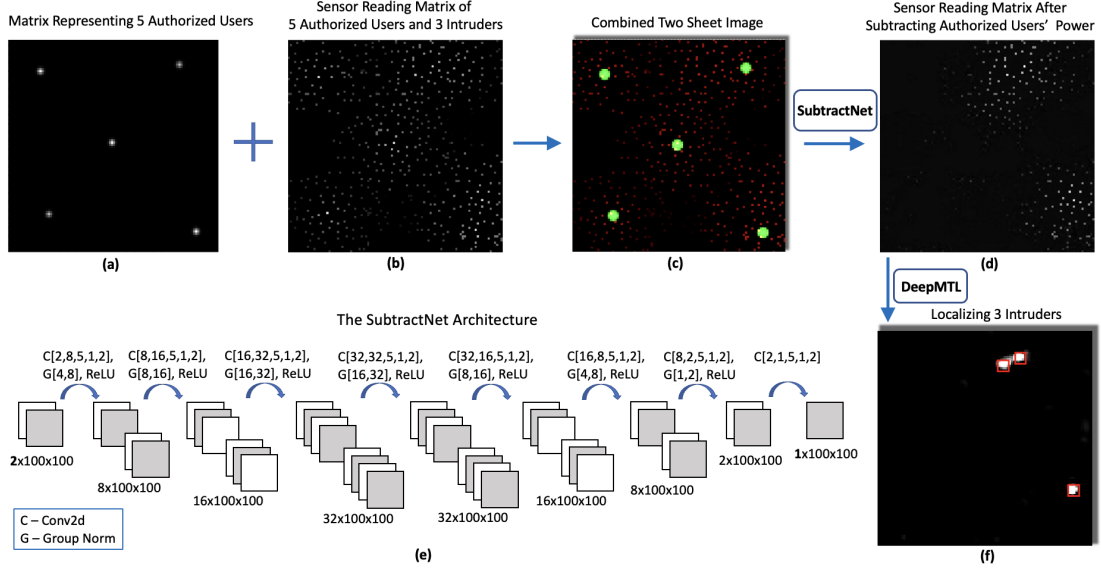 Matrix Representing 5 Authorized Users
Sensor Reading Matrix of
5 Authorized Users and 3 Intruders
Combined Two Sheet Image
Sensor Reading Matrix After
Subtracting Authorized Users' Power
SubtractNet
(a)
(b)
(c)
(d)
DeepMTL
Localizing 3 Intruders
The SubtractNet Architecture
C[2,8,5,1,2],
G[4,8], ReLU
C[8,16,5,1,2],
G[8,16], ReLU
C[16,32,5,1,2],
G[16,32], ReLU
C[32,32,5,1,2],
G[16,32], ReLU
C[32,16,5,1,2],
G[8,16], ReLU
C[16,8,5,1,2],
G[4,8], ReLU
C[8,2,5,1,2],
G[1,2], ReLU
C[2,1,5,1,2]
2x100x100
8x100x100
16x100x100
32x100x100
32x100x100
16x100x100
8x100x100
2x100x100
1x100x100
C – Conv2d
G – Group Norm
(e)
(f)